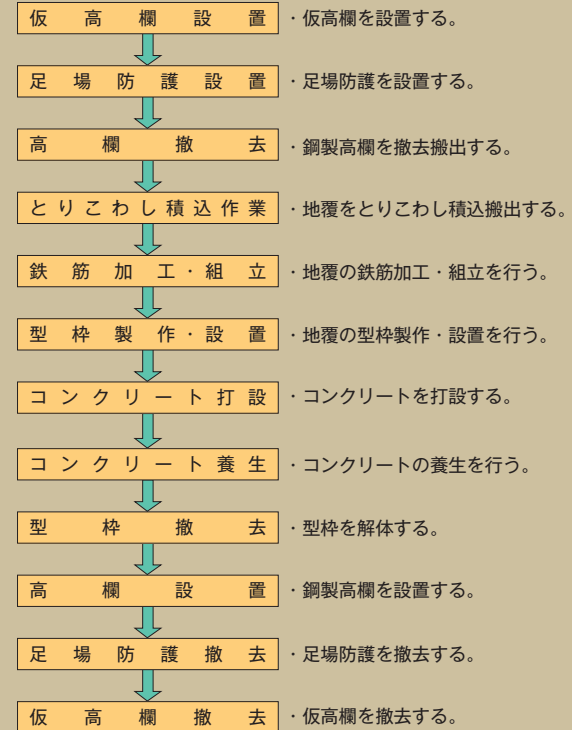 仮高欄設置 ・仮高欄を設置する。
足場防護設置 ・足場防護を設置する。
高欄撤去 ・鋼製高欄を撤去搬出する。
とりこわし積込作業 ・地覆をとりこわし積込搬出する。
鉄筋加工・組立 ・地覆の鉄筋加工・組立を行う。
型枠製作・設置 ・地覆の型枠製作・設置を行う。
コンクリート打設 ・コンクリートを打設する。
コンクリート養生 ・コンクリートの養生を行う。
型枠撤去 ・型枠を解体する。
高欄設置 ・鋼製高欄を設置する。
足場防護撤去 ・足場防護を撤去する。
仮高欄撤去 ・仮高欄を撤去する。